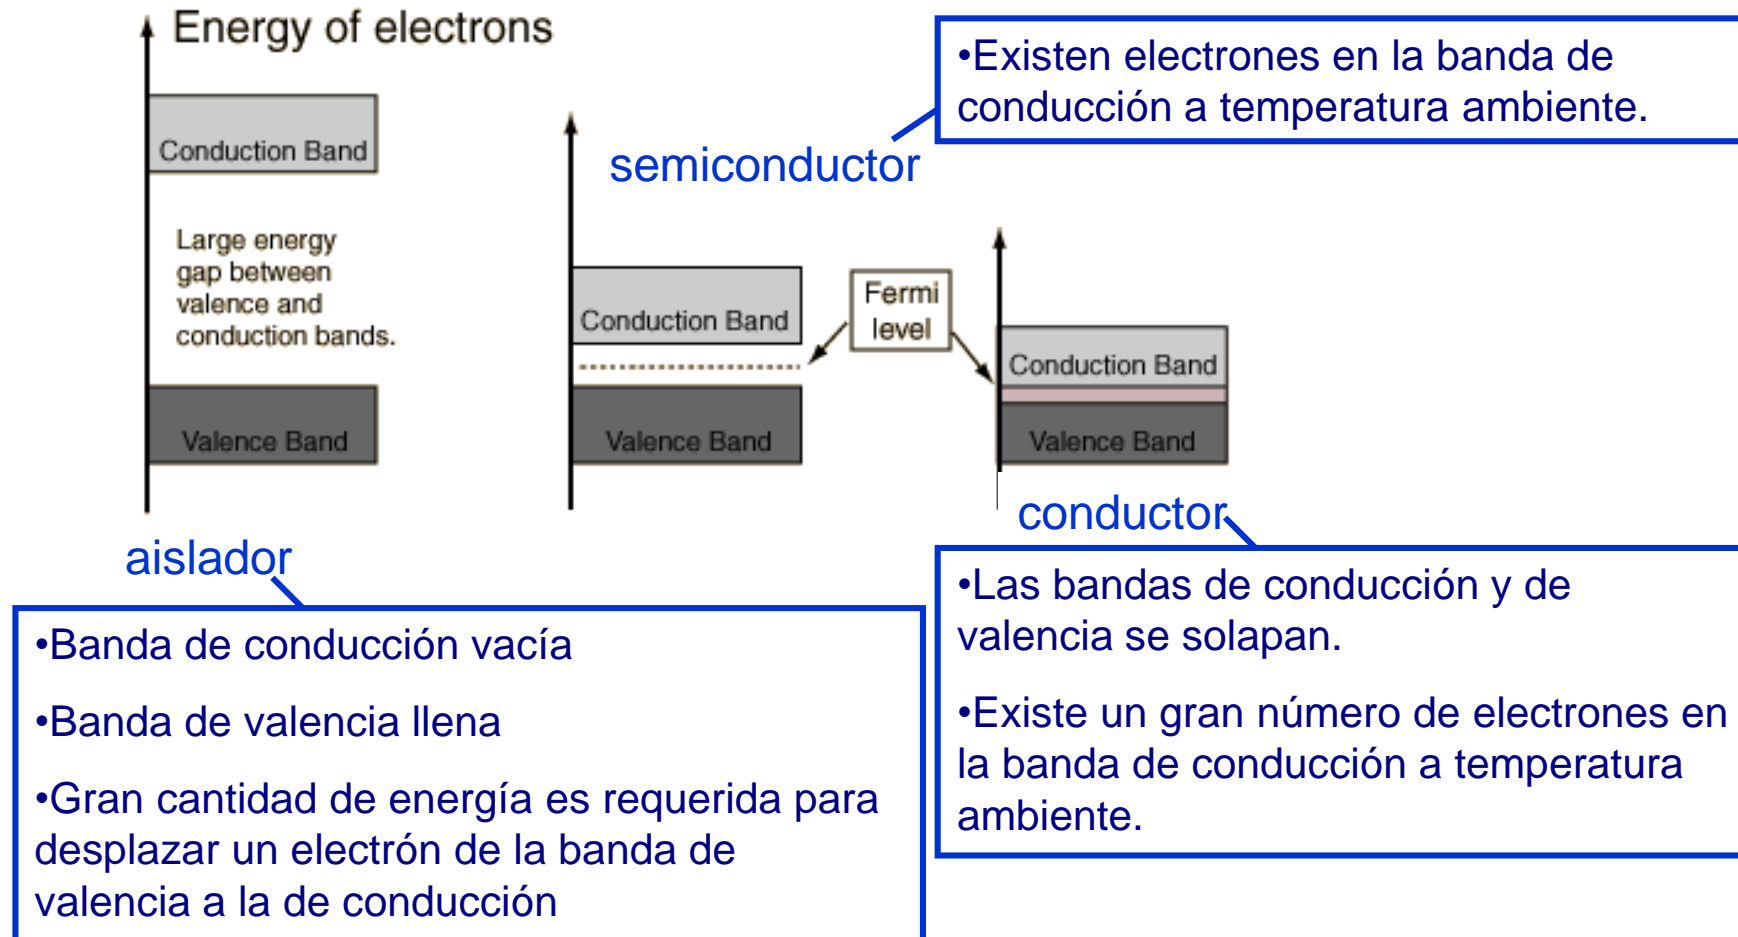 Energy of electrons
Conduction Band
Large energy
gap between
valence and
conduction bands.
Valence Band
aislador
•Banda de conducción vacía
•Banda de valencia llena
•Gran cantidad de energía es requerida para
desplazar un electrón de la banda de
valencia a la de conducción
semiconductor
•Existen electrones en la banda de
conducción a temperatura ambiente.
Conduction Band
Valence Band
Fermi
level
Conduction Band
Valence Band
conductor
•Las bandas de conducción y de
valencia se solapan.
•Existe un gran número de electrones en
la banda de conducción a temperatura
ambiente.